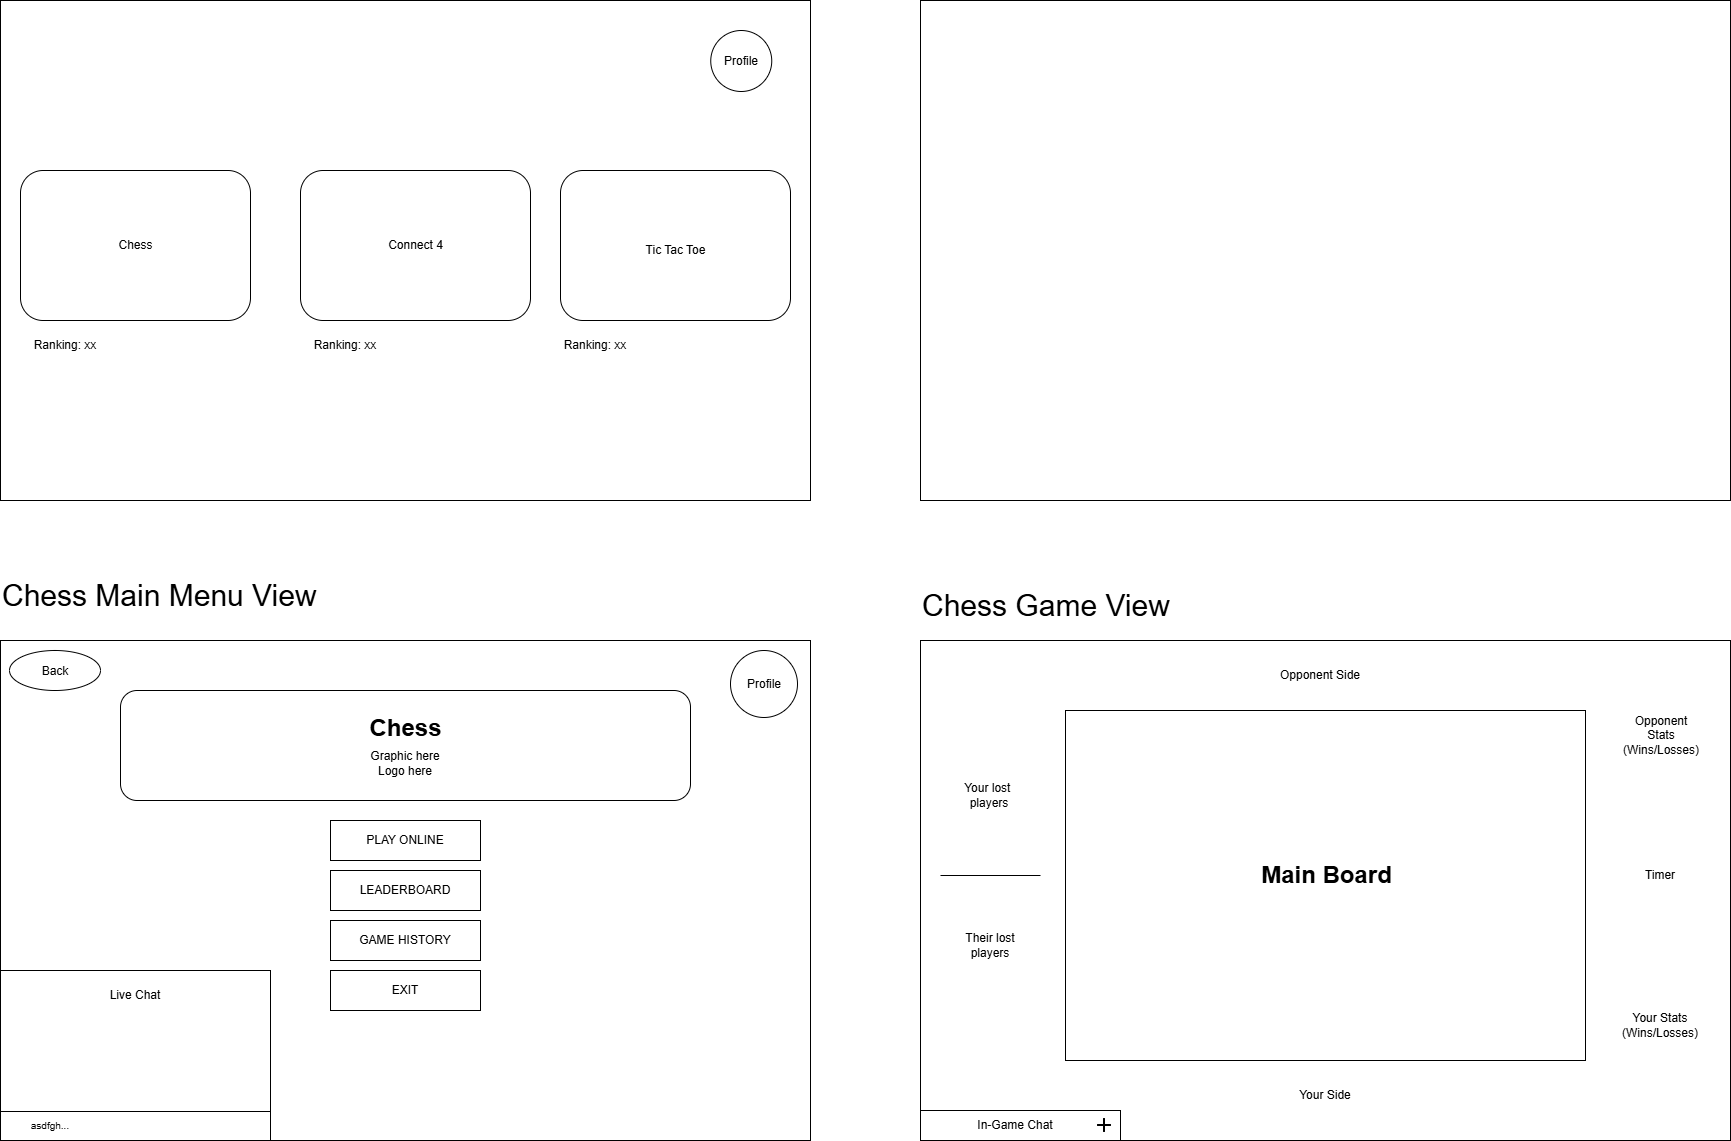 Profile
Chess
Connect 4
Tic Tac Toe
Ranking: xx
Ranking: xx
Ranking: xx
Chess Main Menu View
Back
Profile
Chess
Graphic here
Logo here
PLAY ONLINE
LEADERBOARD
GAME HISTORY
EXIT
Live Chat
asdfgh...
Chess Game View
Opponent Side
Opponent
Stats
(Wins/Losses)
Your lost
players
Main Board
Timer
Their lost
players
Your Stats
(Wins/Losses)
Your Side
In-Game Chat